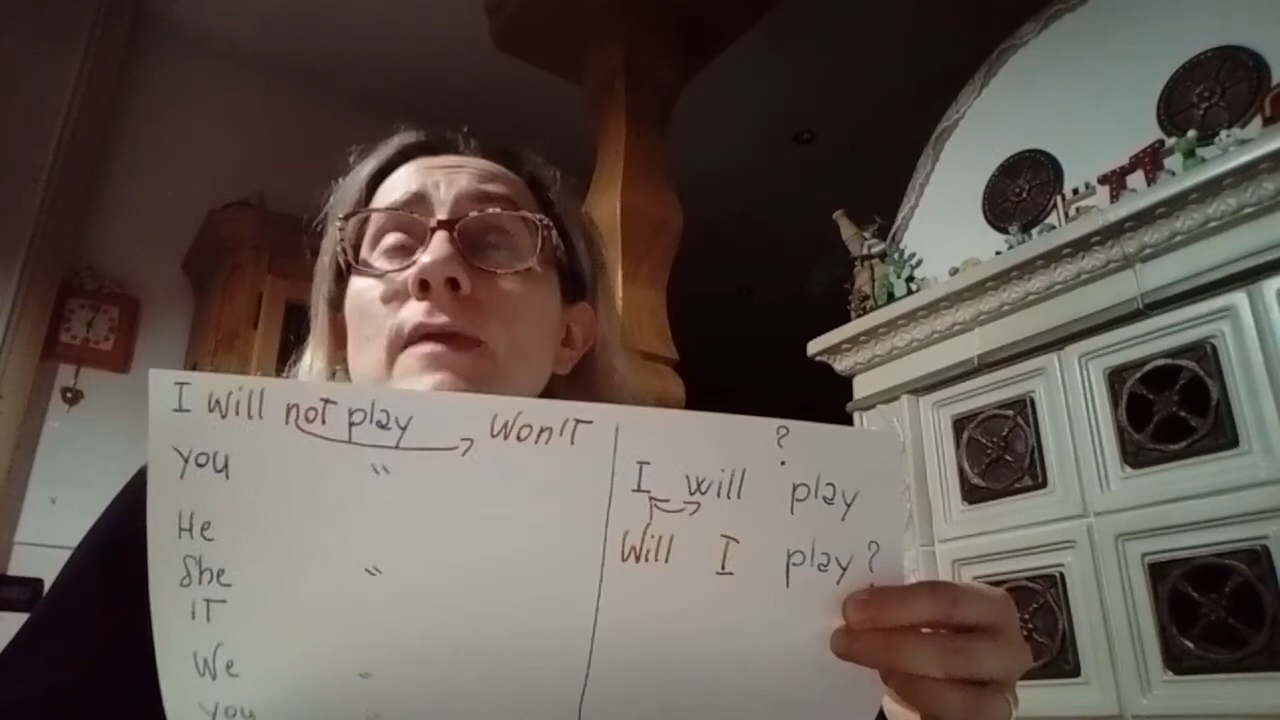 I will not play won'T
you "
He
She "
IT
We "
you "
?
I will play
Will I play?